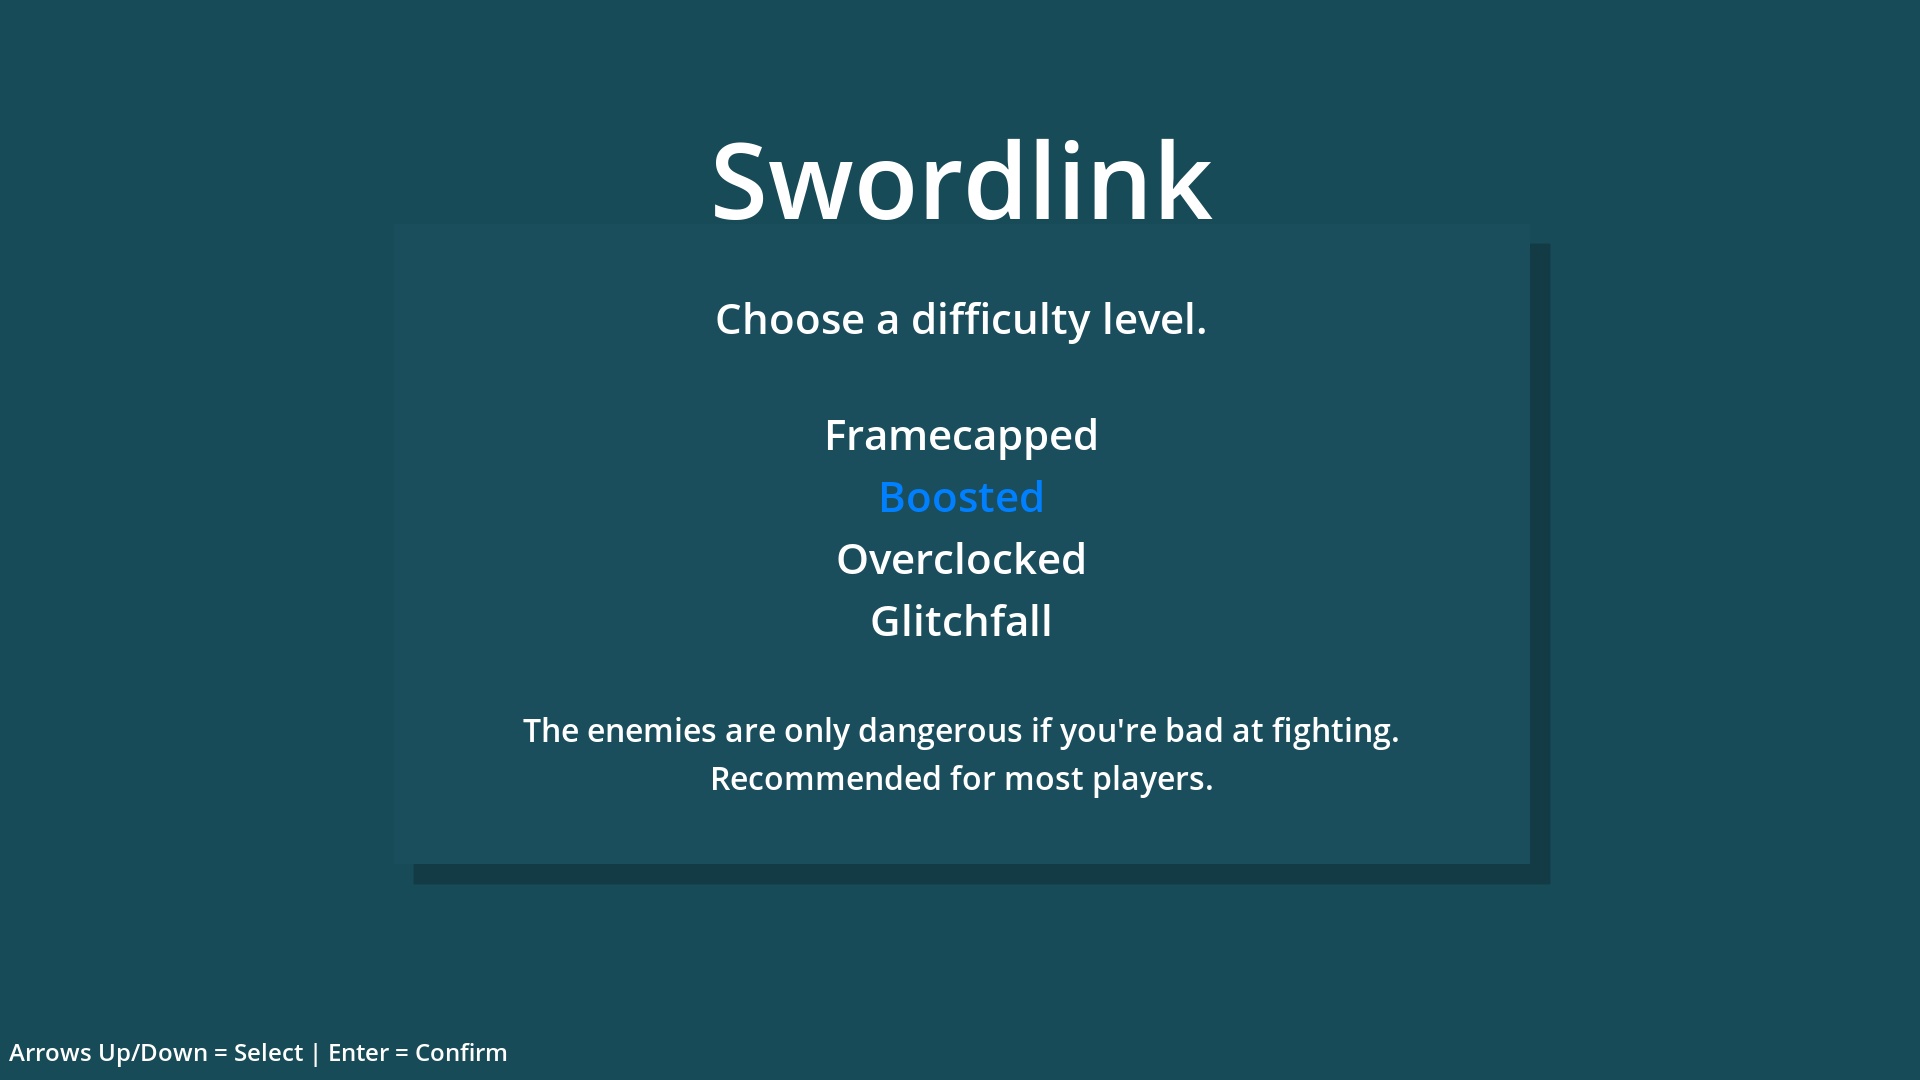 Swordlink
Choose a difficulty level.
Framecapped
Boosted
Overclocked
Glitchfall
The enemies are only dangerous if you're bad at fighting.
Recommended for most players.
Arrows Up/Down = Select | Enter = Confirm